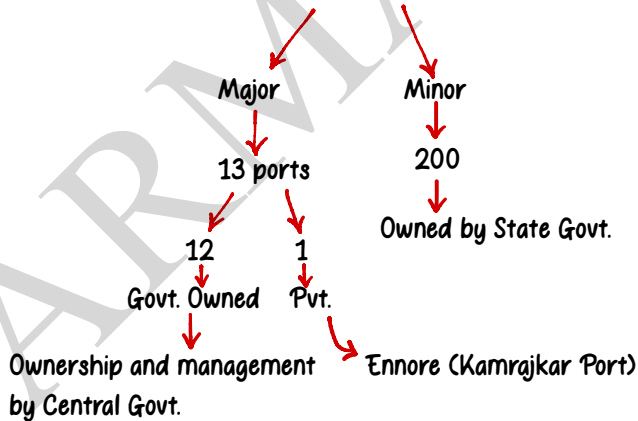 Major Minor
13 ports 200
Owned by State Govt.
12 1
Govt. Owned Pvt.
Ownership and management Ennore (Kamrajkar Port)
by Central Govt.